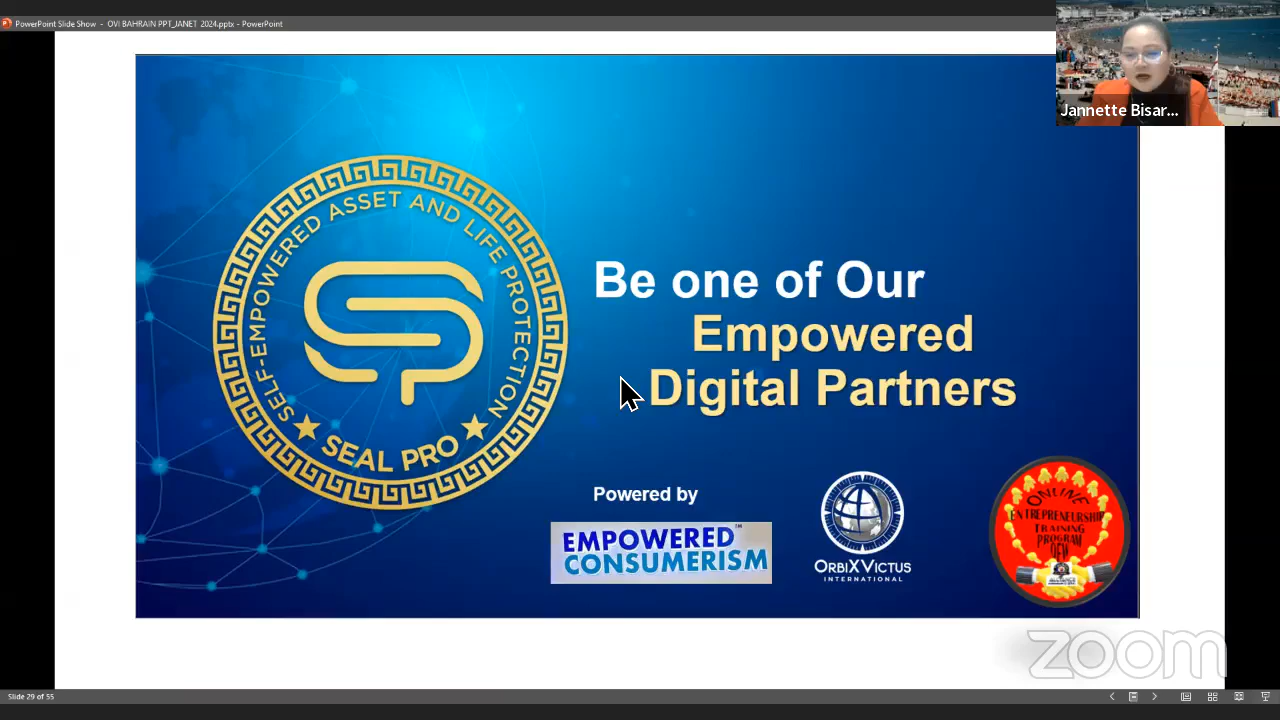 PowerPoint Slide Show - OVI BAHRAIN PPT_JANET 2024.pptx - PowerPoint
Jannette Bisar...
SELF-EMPOWERED ASSET AND LIFE PROTECTION
SP
SEAL PRO
Be one of Our
Empowered
Digital Partners
Powered by
EMPOWERED™
CONSUMERISM
ORBIXVICTUS
INTERNATIONAL
ONLINE
ENTREPRENEURSHIP
TRAINING
PROGRAM
OFW
zoom
Slide 29 of 55